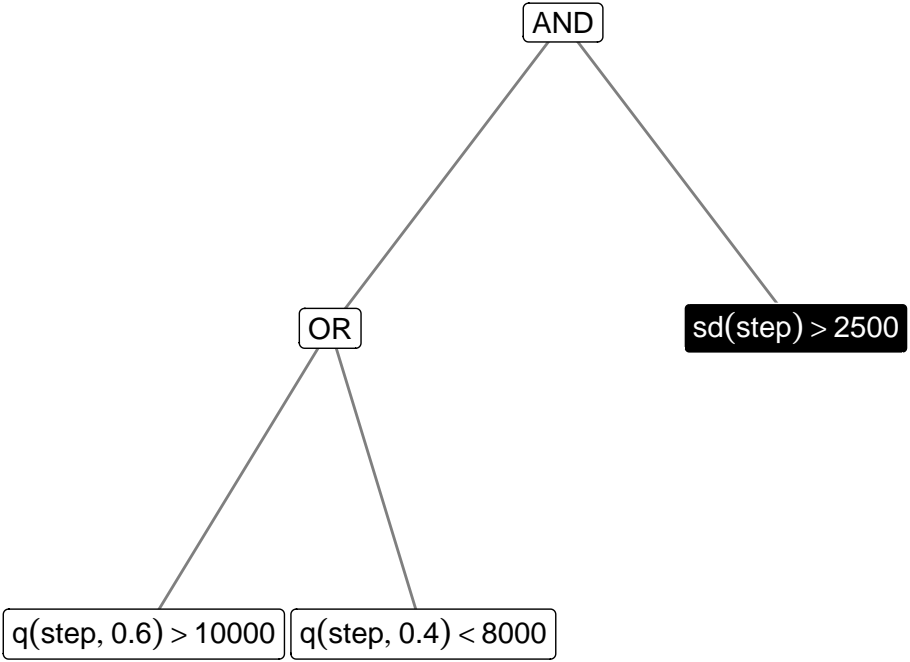 AND
OR
sd(step) > 2500
q(step, 0.6) > 10000
q(step, 0.4) < 8000